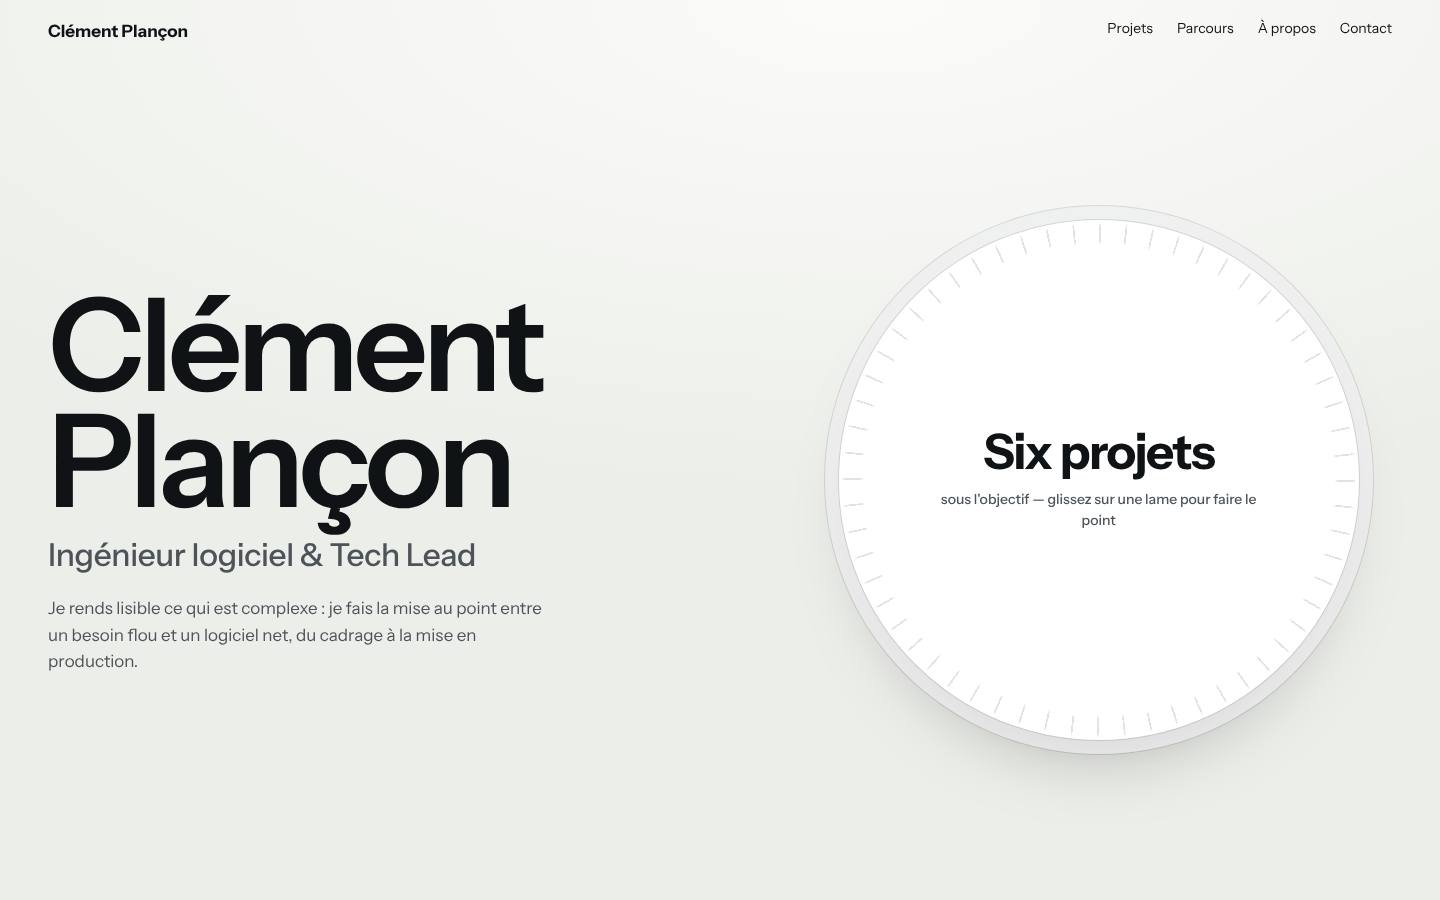 Clément Plançon
Projets
Parcours
À propos
Contact
Clément
Plançon
Ingénieur logiciel & Tech Lead
Je rends lisible ce qui est complexe : je fais la mise au point entre
un besoin flou et un logiciel net, du cadrage à la mise en
production.
Six projets
sous l'objectif — glissez sur une lame pour faire le
point